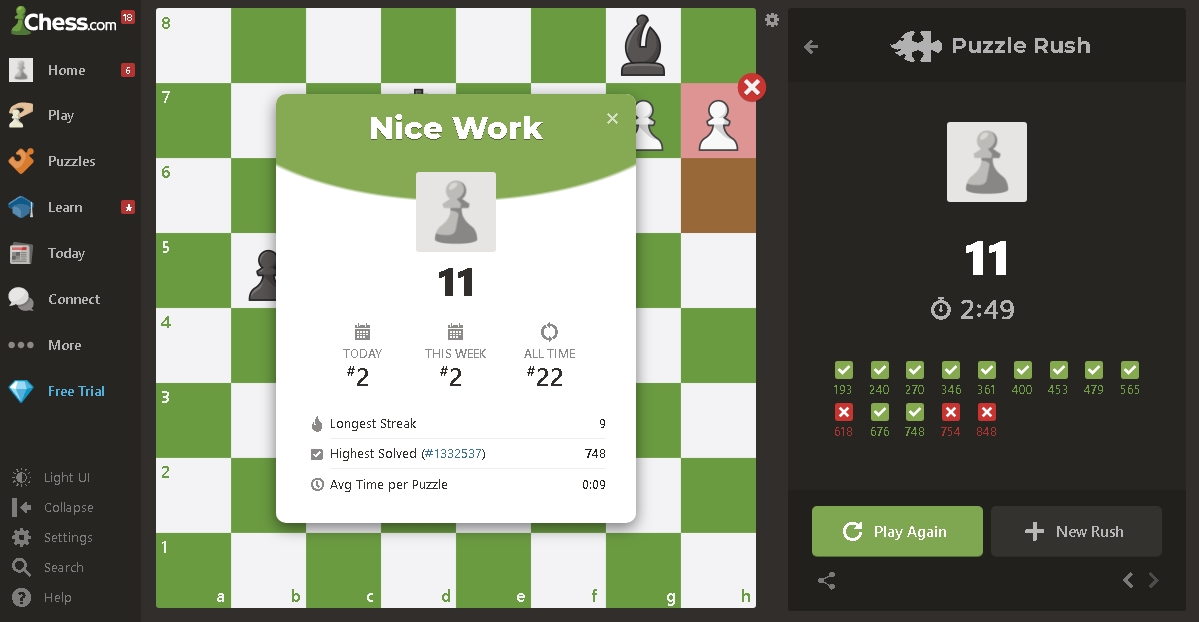 Chess.com 18
Home 6
Play
Puzzles
Learn
Today
Connect
More
Free Trial
Light UI
Collapse
Settings
Search
Help
8
7
6
5
4
3
2
1
a b c d e f g h
Nice Work
×
11
TODAY THIS WEEK ALL TIME
#2 #2 #22
Longest Streak 9
Highest Solved (#1332537) 748
Avg Time per Puzzle 0:09
Puzzle Rush
11
2:49
193 240 270 346 361 400 453 479 565
618 676 748 754 848
Play Again
New Rush